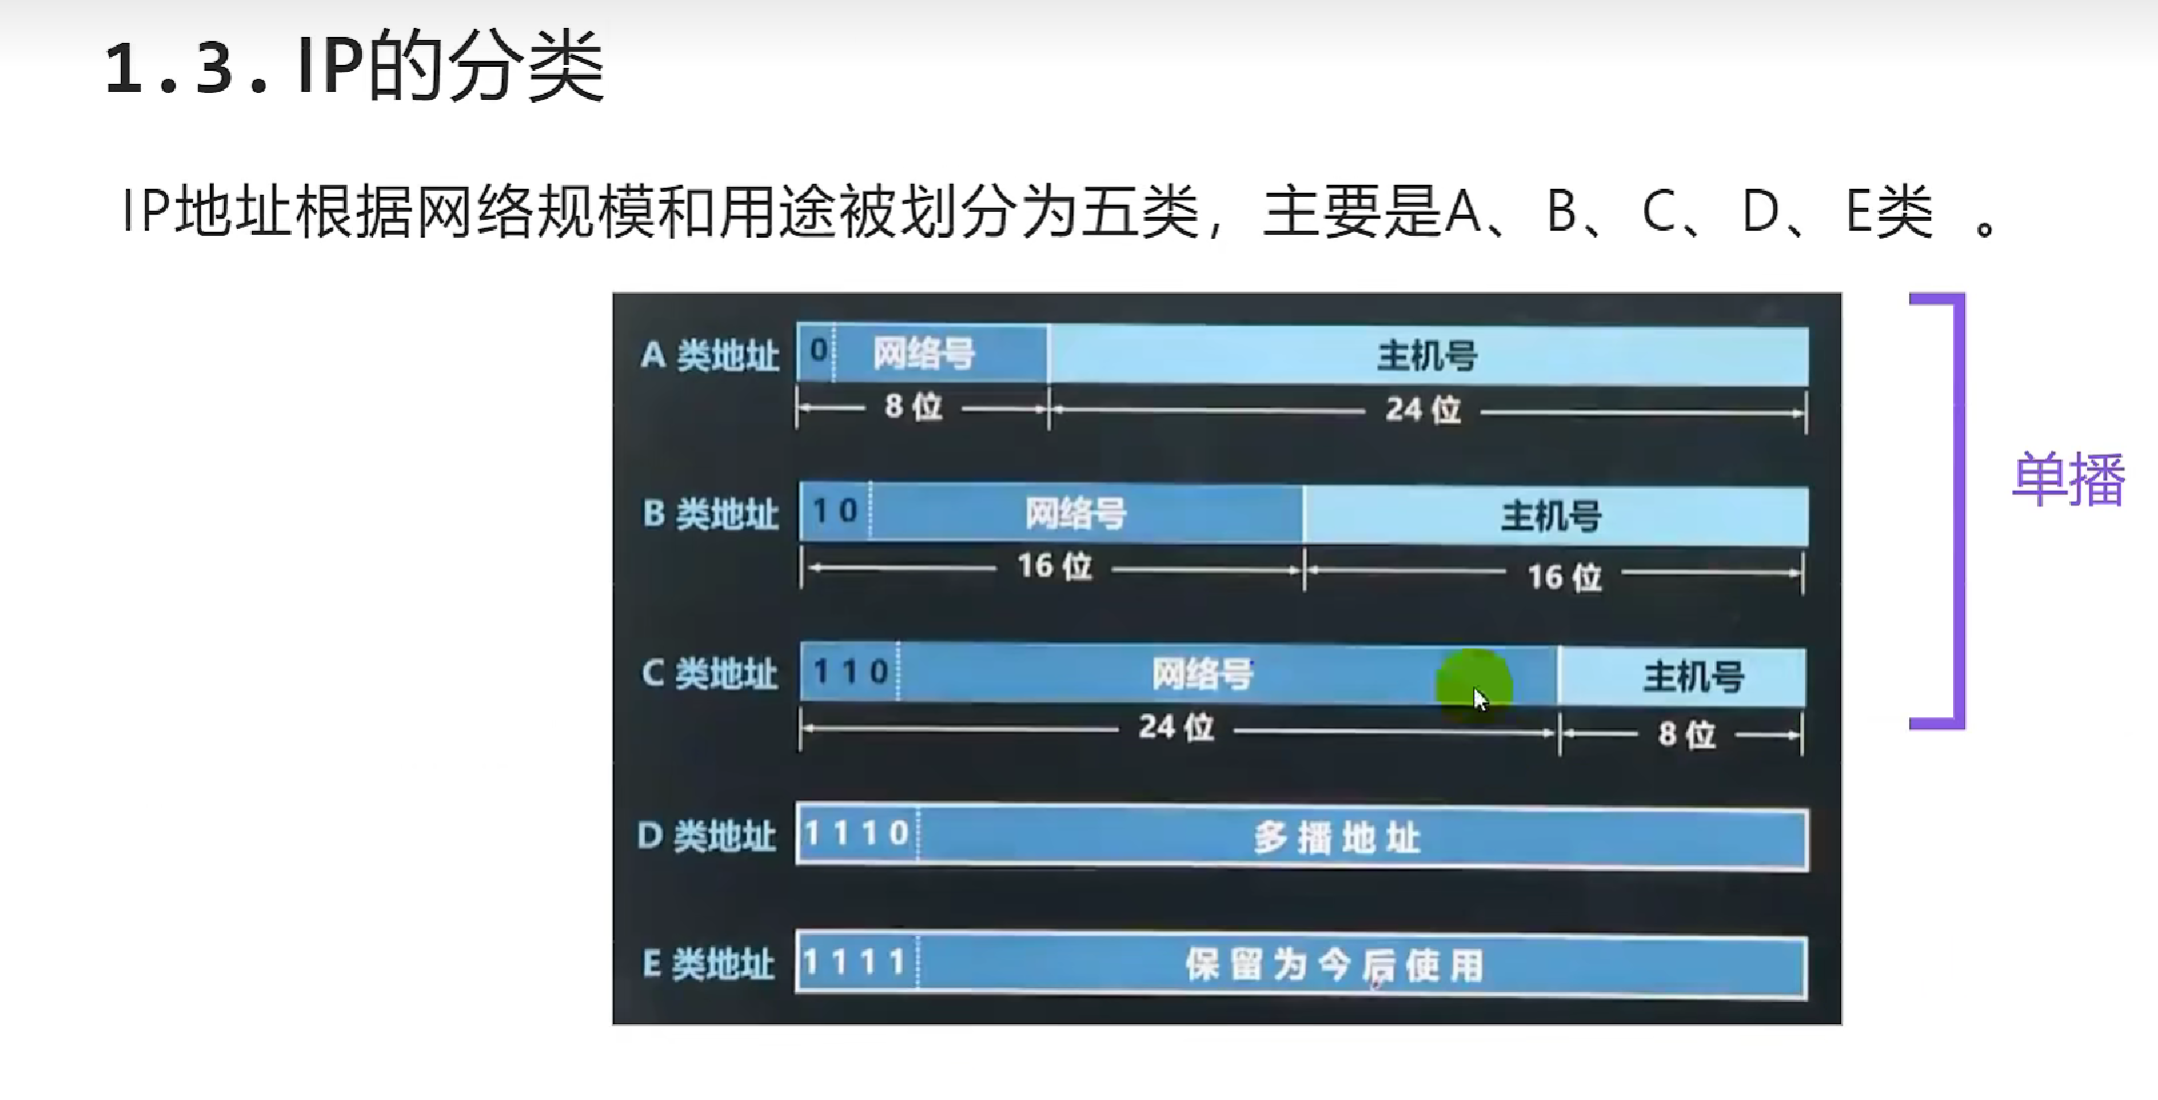 1.3. IP的分类
IP地址根据网络规模和用途被划分为五类，主要是A、B、C、D、E类 。
A 类地址 0 网络号 主机号
8 位 24 位
B 类地址 1 0 网络号 主机号
16 位 16 位
单播
C 类地址 1 1 0 网络号 主机号
24 位 8 位
D 类地址 1 1 1 0 多播地址
E 类地址 1 1 1 1 保留为今后使用